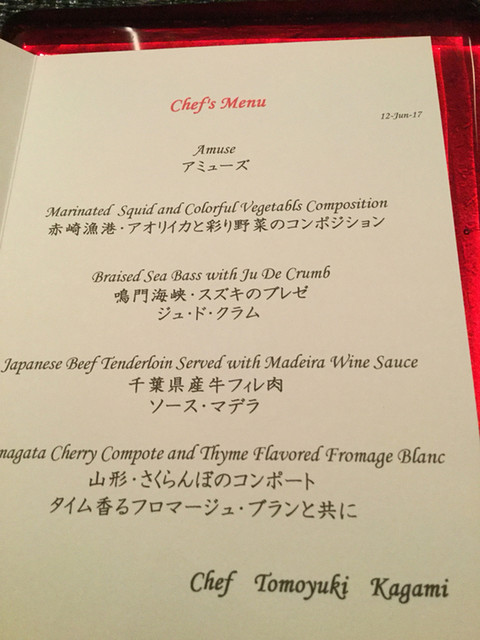 Chef's Menu
12-Jun-17
Amuse
アミューズ
Marinated Squid and Colorful Vegetabls Composition
赤崎漁港・アオリイカと彩り野菜のコンポジション
Braised Sea Bass with Ju De Crumb
鳴門海峡・スズキのブレゼ
ジュ・ド・クラム
Japanese Beef Tenderloin Served with Madeira Wine Sauce
千葉県産牛フィレ肉
ソース・マデラ
magata Cherry Compote and Thyme Flavored Fromage Blanc
山形・さくらんぼのコンポート
タイム香るフロマージュ・ブランと共に
Chef Tomoyuki Kagami